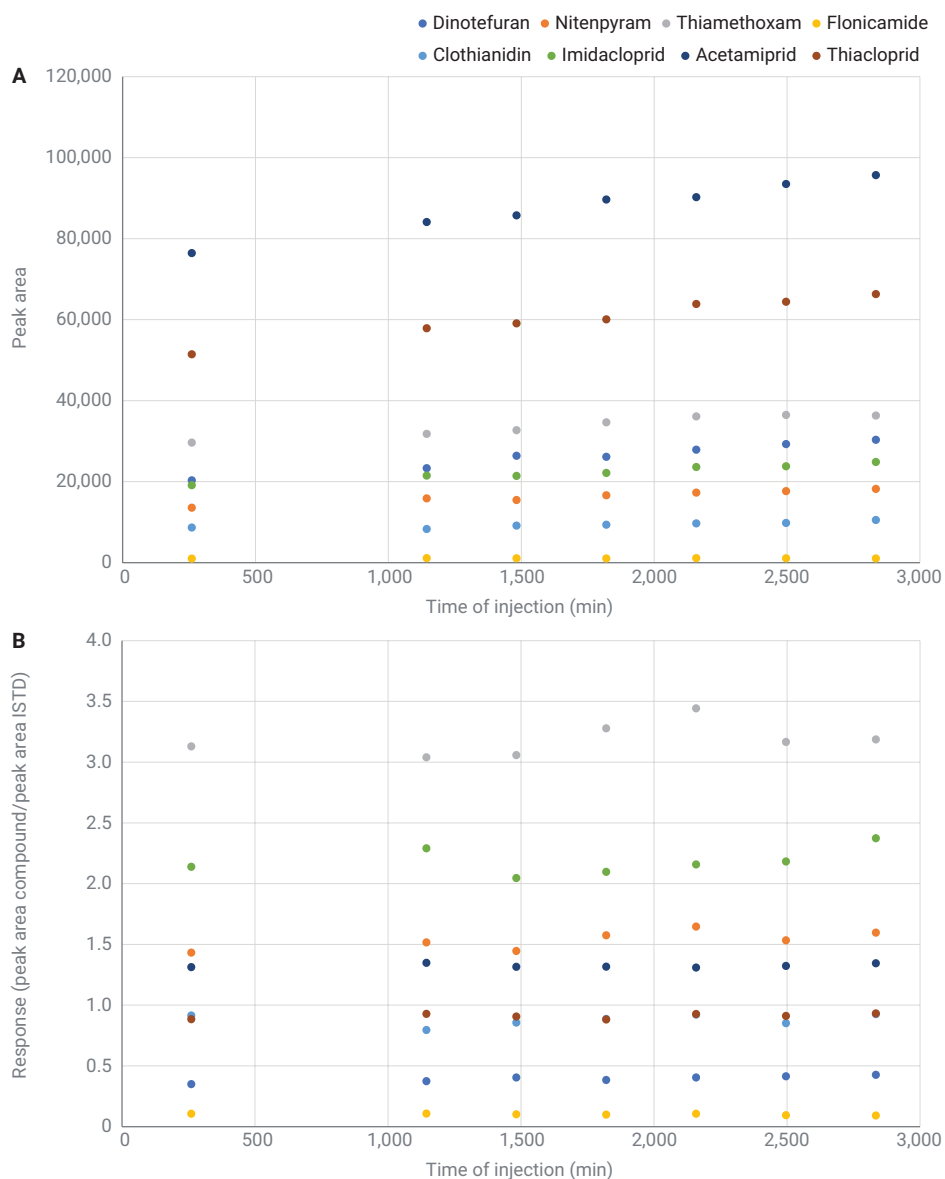 Dinotefuran Nitenpyram Thiamethoxam Flonicamide
Clothianidin Imidacloprid Acetamiprid Thiacloprid
A
120,000
100,000
80,000
60,000
40,000
20,000
0
Peak area
0 500 1,000 1,500 2,000 2,500 3,000
Time of injection (min)
B
4.0
3.5
3.0
2.5
2.0
1.5
1.0
0.5
0
Response (peak area compound/peak area ISTD)
0 500 1,000 1,500 2,000 2,500 3,000
Time of injection (min)